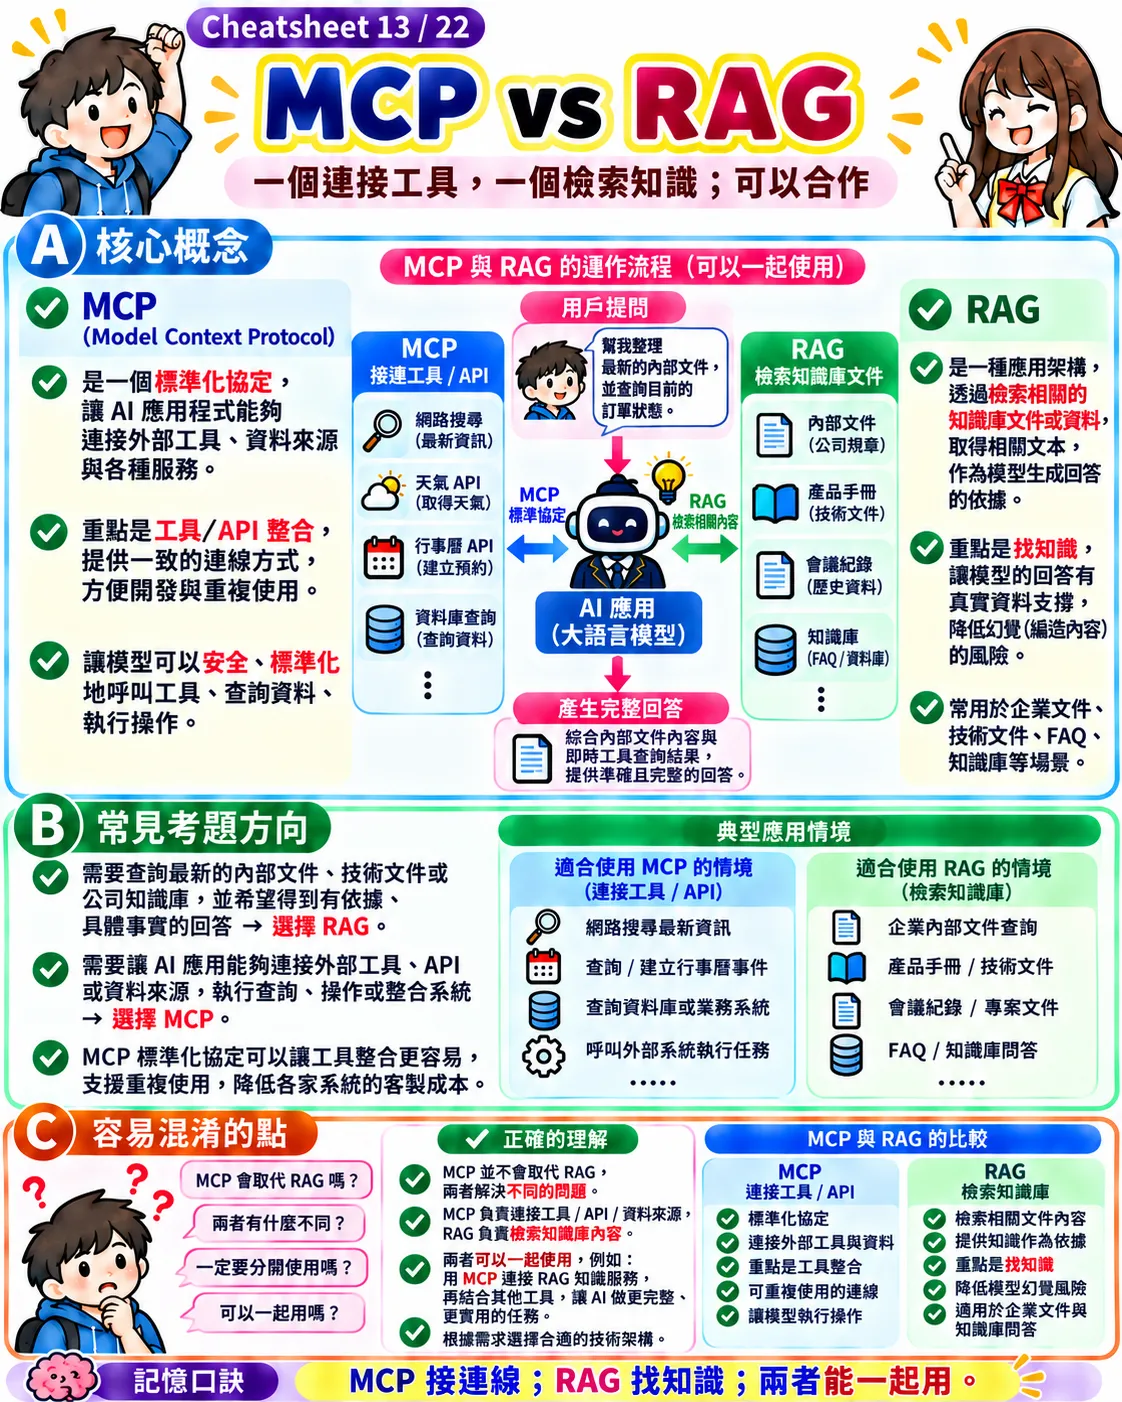 Cheatsheet 13 / 22
MCP vs RAG
一個連接工具，一個檢索知識；可以合作
A 核心概念
MCP
(Model Context Protocol)
是一個標準化協定，
讓 AI 應用程式能夠
連接外部工具、資料來源
與各種服務。
重點是工具/API 整合，
提供一致的連線方式，
方便開發與重複使用。
讓模型可以安全、標準化
地呼叫工具、查詢資料、
執行操作。
MCP 與 RAG 的運作流程（可以一起使用）
MCP
接連工具 / API
網路搜尋
(最新資訊)
天氣 API
(取得天氣)
行事曆 API
(建立預約)
資料庫查詢
(查詢資料)
用戶提問
幫我整理
最新的內部文件，
並查詢目前的
訂單狀態。
MCP
標準協定
RAG
檢索相關內容
AI 應用
（大語言模型）
產生完整回答
綜合內部文件內容與
即時工具查詢結果，
提供準確且完整的回答。
RAG
檢索知識庫文件
內部文件
(公司規章)
產品手冊
(技術文件)
會議紀錄
(歷史資料)
知識庫
(FAQ / 資料庫)
RAG
是一種應用架構，
透過檢索相關的
知識庫文件或資料，
取得相關文本，
作為模型生成回答
的依據。
重點是找知識，
讓模型的回答有
真實資料支撐，
降低幻覺(編造內容)
的風險。
常用於企業文件、
技術文件、FAQ、
知識庫等場景。
B 常見考題方向
需要查詢最新的內部文件、技術文件或
公司知識庫，並希望得到有依據、
具體事實的回答 → 選擇 RAG。
需要讓 AI 應用能夠連接外部工具、API
或資料來源，執行查詢、操作或整合系統
→ 選擇 MCP。
MCP 標準化協定可以讓工具整合更容易，
支援重複使用，降低各家系統的客製成本。
典型應用情境
適合使用 MCP 的情境
（連接工具 / API）
網路搜尋最新資訊
查詢 / 建立行事曆事件
查詢資料庫或業務系統
呼叫外部系統執行任務
•••••
適合使用 RAG 的情境
（檢索知識庫）
企業內部文件查詢
產品手冊 / 技術文件
會議紀錄 / 專案文件
FAQ / 知識庫問答
•••••
C 容易混淆的點
MCP 會取代 RAG 嗎？
兩者有什麼不同？
一定要分開使用嗎？
可以一起用嗎？
正確的理解
MCP 並不會取代 RAG，
兩者解決不同的問題。
MCP 負責連接工具 / API / 資料來源，
RAG 負責檢索知識庫內容。
兩者可以一起使用，例如：
用 MCP 連接 RAG 知識服務，
再結合其他工具，讓 AI 做更完整、
更實用的任務。
根據需求選擇合適的技術架構。
MCP 與 RAG 的比較
MCP
連接工具 / API
標準化協定
連接外部工具與資料
重點是工具整合
可重複使用的連線
讓模型執行操作
RAG
檢索知識庫
檢索相關文件內容
提供知識作為依據
重點是找知識
降低模型幻覺風險
適用於企業文件與
知識庫問答
記憶口訣
MCP 接連線；RAG 找知識；兩者能一起用。